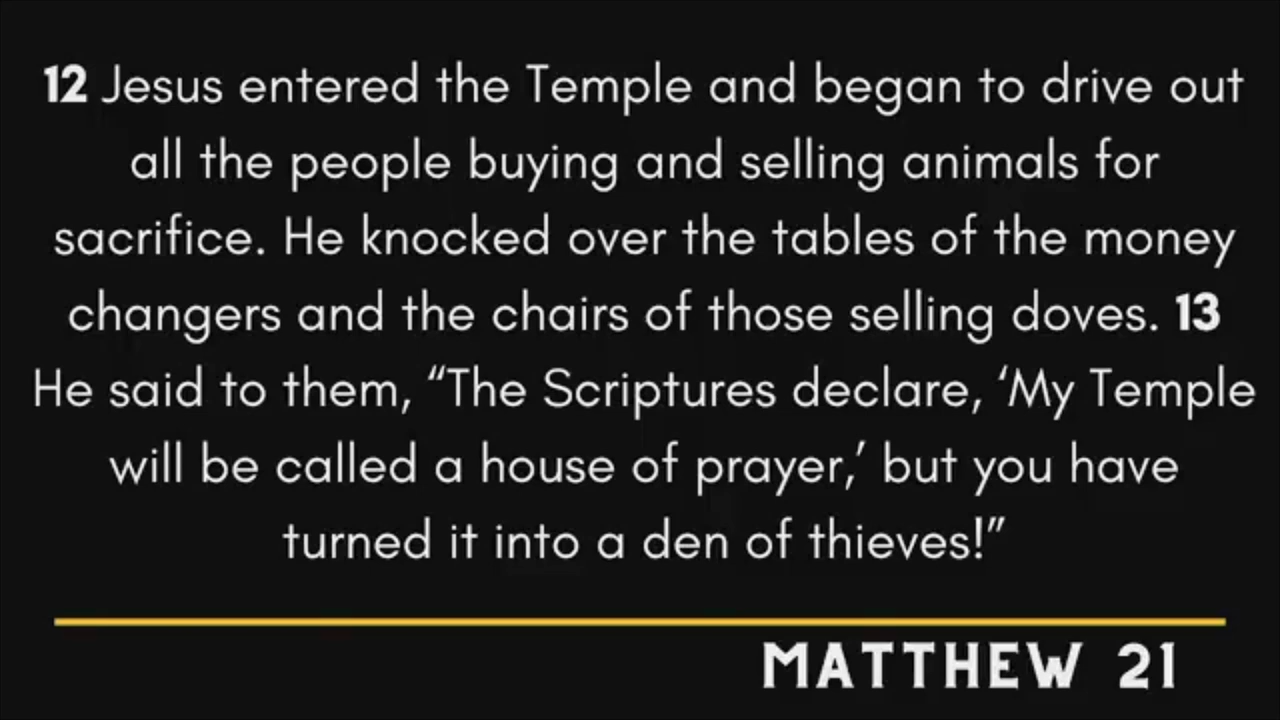 12 Jesus entered the Temple and began to drive out
all the people buying and selling animals for
sacrifice. He knocked over the tables of the money
changers and the chairs of those selling doves. 13
He said to them, “The Scriptures declare, ‘My Temple
will be called a house of prayer,’ but you have
turned it into a den of thieves!”
MATTHEW 21